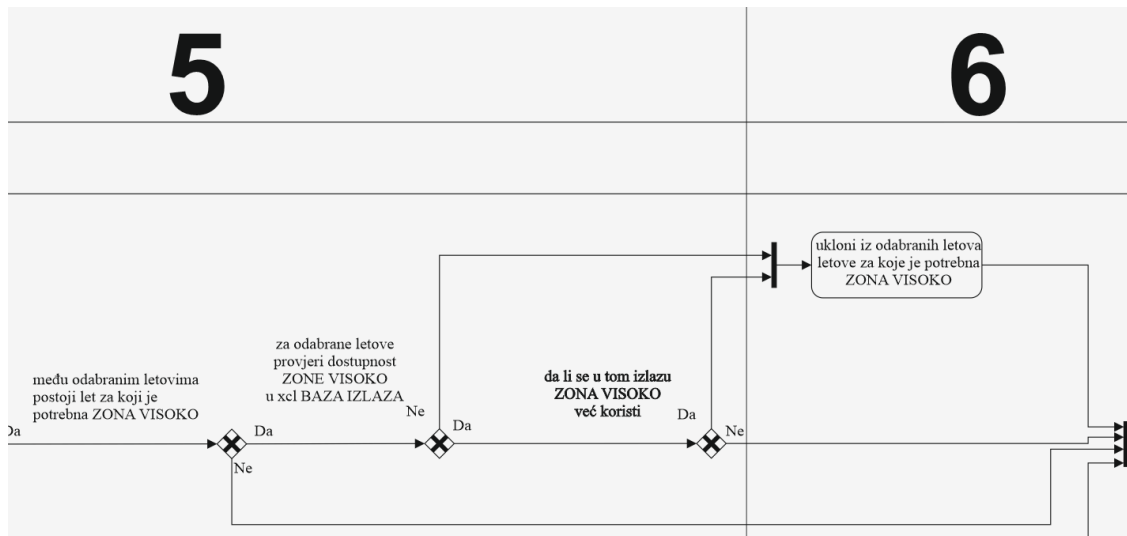 5
6
ukloni iz odabranih letova
letove za koje je potrebna
ZONA VISOKO
za odabrane letove
provjeri dostupnost
ZONE VISOKO
u xcl BAZA IZLAZA
među odabranim letovima
postoji let za koji je
potrebna ZONA VISOKO
da li se u tom izlazu
ZONA VISOKO
već koristi
Da
Da
Ne
Ne
Da
Da
Ne